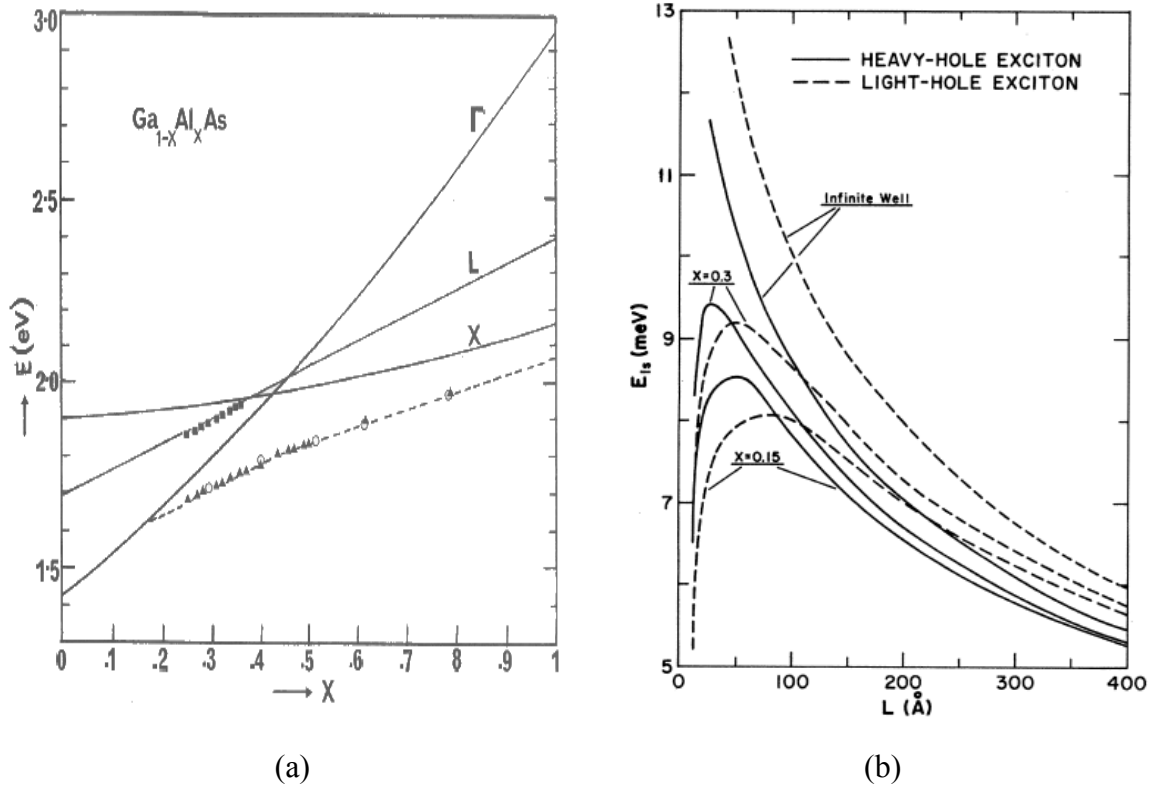 3·0
2·5
2·0
1·5
E (eV)
Ga1-xAlxAs
Γ
L
X
0 .1 .2 .3 .4 .5 .6 .7 .8 .9 1
X
(a)
13
11
9
7
5
E1s (meV)
HEAVY-HOLE EXCITON
LIGHT-HOLE EXCITON
Infinite Well
X=0.3
X=0.15
0 100 200 300 400
L (Å)
(b)